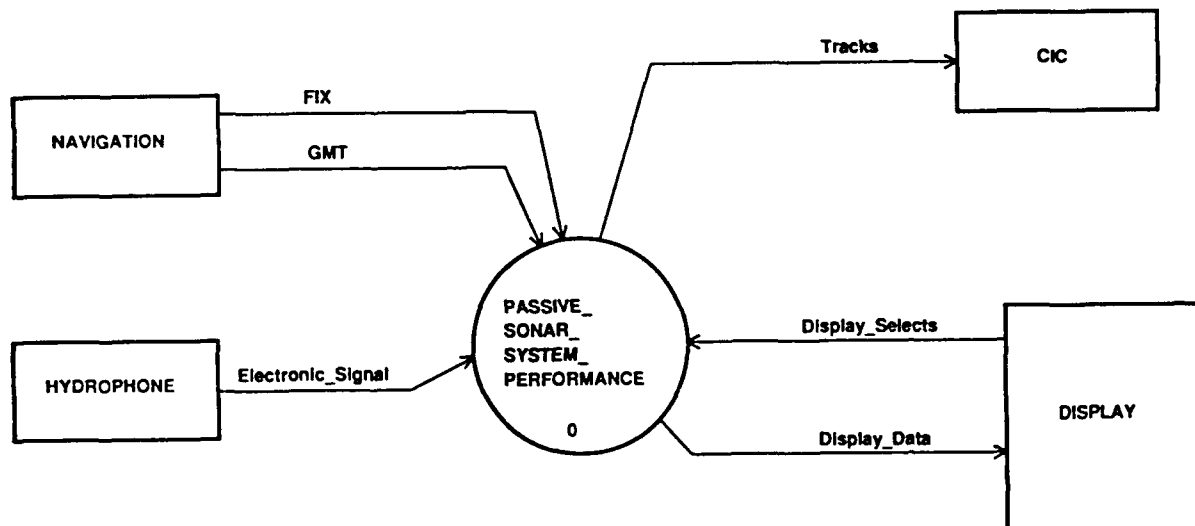 Tracks
CIC
FIX
NAVIGATION
GMT
PASSIVE_
SONAR_
SYSTEM_
PERFORMANCE
0
Display_Selects
Electronic_Signal
HYDROPHONE
DISPLAY
Display_Data